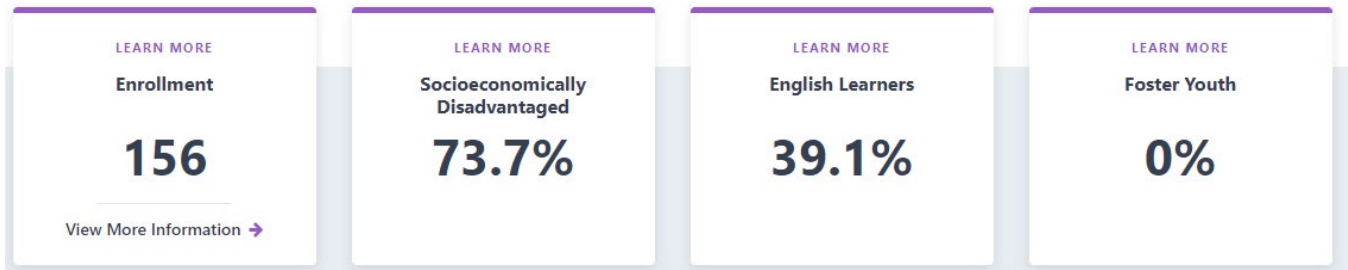 LEARN MORE
Enrollment
156
View More Information
LEARN MORE
Socioeconomically
Disadvantaged
73.7%
LEARN MORE
English Learners
39.1%
LEARN MORE
Foster Youth
0%